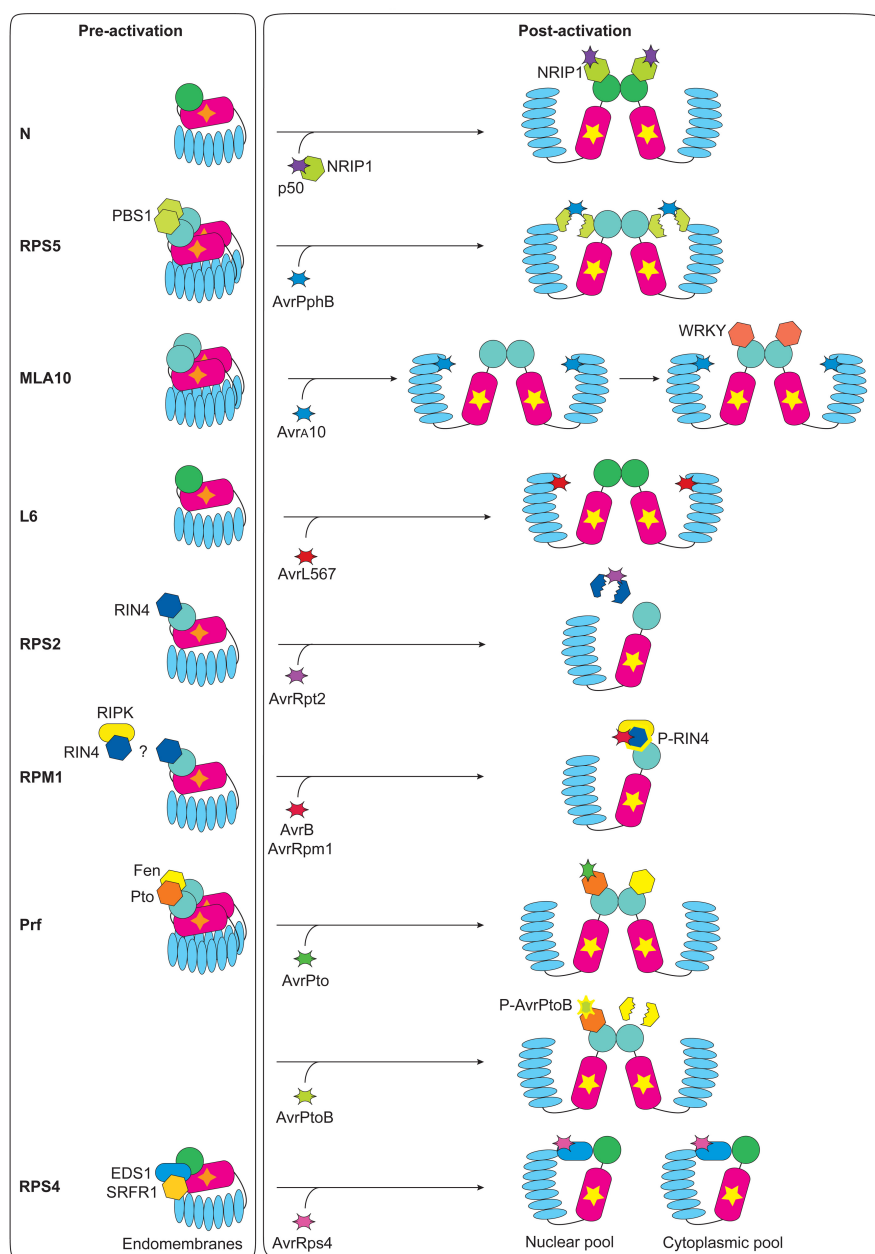 Pre-activation
Post-activation
NRIP1
N
NRIP1
p50
PBS1
RPS5
AvrPphB
WRKY
MLA10
AvrA10
L6
AvrL567
RIN4
RPS2
AvrRpt2
RIPK
RIN4
?
P-RIN4
RPM1
AvrB
AvrRpm1
Fen
Pto
Prf
AvrPto
P-AvrPtoB
AvrPtoB
EDS1
RPS4
SRFR1
AvrRps4
Endomembranes
Nuclear pool
Cytoplasmic pool